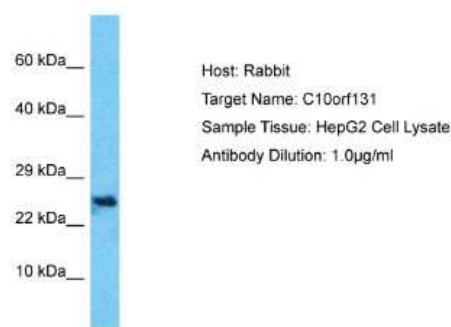 60 kDa
40 kDa
29 kDa
22 kDa
10 kDa
Host: Rabbit
Target Name: C10orf131
Sample Tissue: HepG2 Cell Lysate
Antibody Dilution: 1.0µg/ml